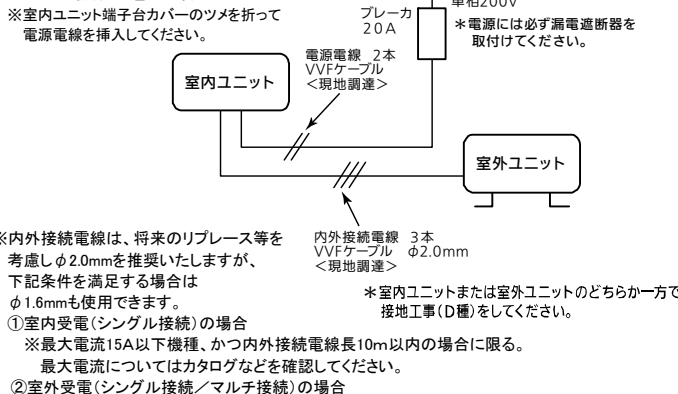 ※室内ユニット端子台カバーのツメを折って
電源電線を挿入してください。
ブレーカ
20A
単相200V
＊電源には必ず漏電遮断器を
取付けてください。
電源電線 2本
VVFケーブル
＜現地調達＞
室内ユニット
室外ユニット
※内外接続電線は、将来のリプレース等を
考慮しφ2.0mmを推奨いたしますが、
下記条件を満足する場合は
φ1.6mmも使用できます。
内外接続電線 3本
VVFケーブル φ2.0mm
＜現地調達＞
＊室内ユニットまたは室外ユニットのどちらか一方で
接地工事(D種)をしてください。
①室内受電(シングル接続)の場合
※最大電流15A以下機種、かつ内外接続電線長10m以内の場合に限る。
最大電流についてはカタログなどを確認してください。
②室外受電(シングル接続／マルチ接続)の場合